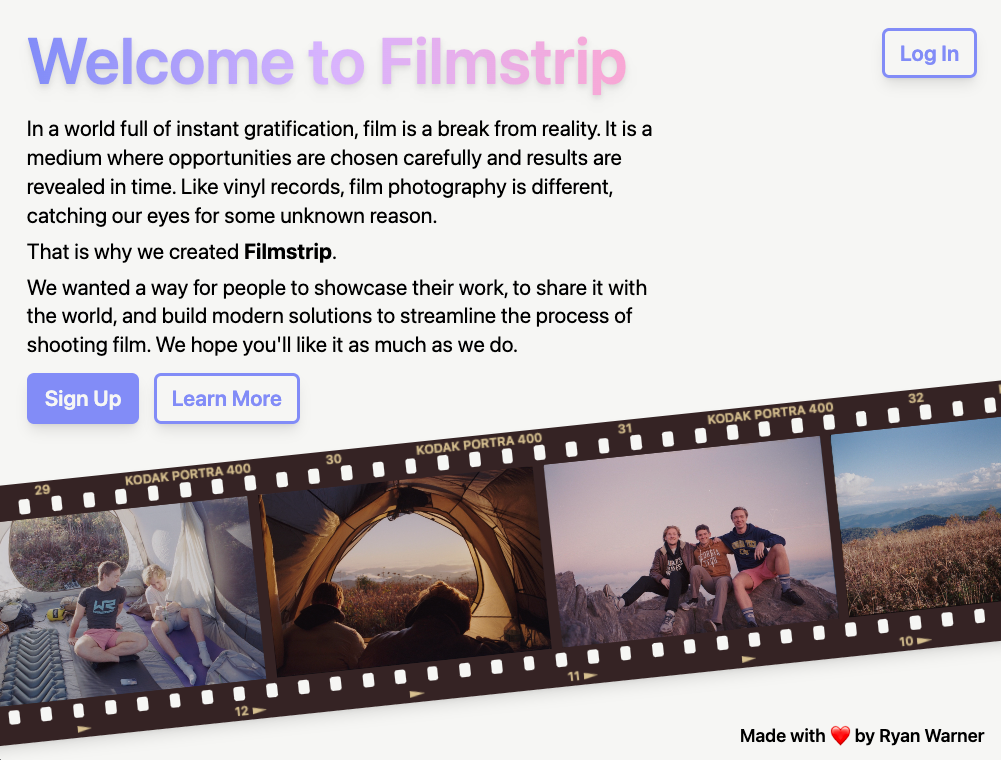 Welcome to Filmstrip
Log In
In a world full of instant gratification, film is a break from reality. It is a
medium where opportunities are chosen carefully and results are
revealed in time. Like vinyl records, film photography is different,
catching our eyes for some unknown reason.
That is why we created Filmstrip.
We wanted a way for people to showcase their work, to share it with
the world, and build modern solutions to streamline the process of
shooting film. We hope you'll like it as much as we do.
Sign Up
Learn More
29
KODAK PORTRA 400
30
KODAK PORTRA 400
31
KODAK PORTRA 400
32
12
11
10
Made with ❤️ by Ryan Warner